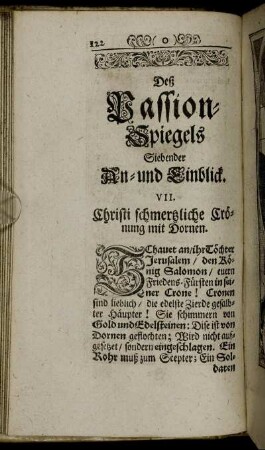 122
Deß
Passion-
Spiegels
Siebender
An- und Einblick.
VII.
Christi schmertzliche Crö-
nung mit Dornen.
SChauet an / ihr Töchter
Jerusalem / den Kö-
nig Salomon / euern
Friedens-Fürsten in sei-
ner Crone! Cronen
sind lieblich / die edelste Zierde gesalb-
ter Häupter! Sie schimmern von
Gold und Edelsteinen: Dise ist von
Dornen geflochten; Wird nicht auf-
gesetzet / sondern eingeschlagen. Ein
Rohr muß zum Scepter: Ein Sol-
daten